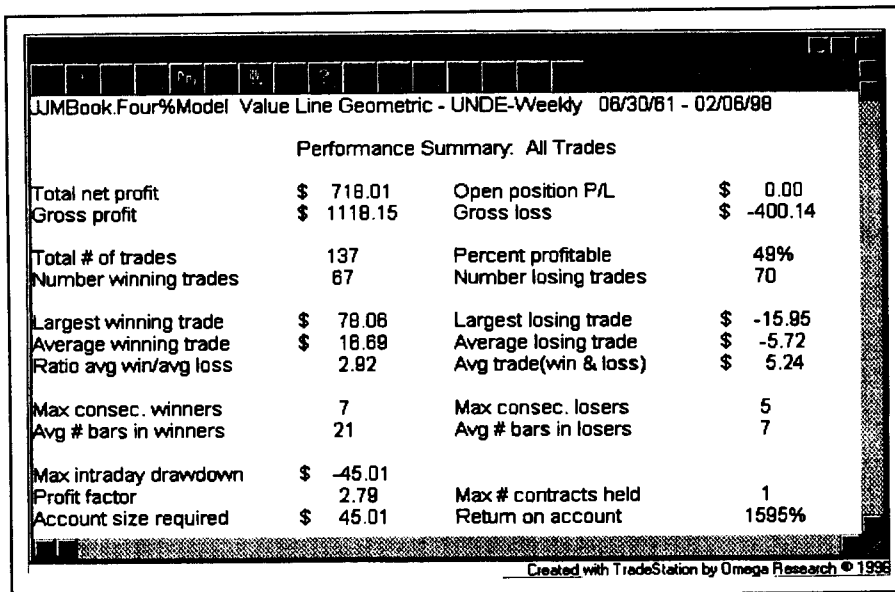 JJMBook.Four%Model Value Line Geometric - UNDE-Weekly 06/30/61 - 02/06/98
Performance Summary: All Trades
Total net profit $ 718.01 Open position P/L $ 0.00
Gross profit $ 1118.15 Gross loss $ -400.14
Total # of trades 137 Percent profitable 49%
Number winning trades 67 Number losing trades 70
Largest winning trade $ 78.06 Largest losing trade $ -15.95
Average winning trade $ 16.69 Average losing trade $ -5.72
Ratio avg win/avg loss 2.92 Avg trade(win & loss) $ 5.24
Max consec. winners 7 Max consec. losers 5
Avg # bars in winners 21 Avg # bars in losers 7
Max intraday drawdown $ -45.01
Profit factor 2.79 Max # contracts held 1
Account size required $ 45.01 Return on account 1595%
Created with TradeStation by Omega Research © 1996